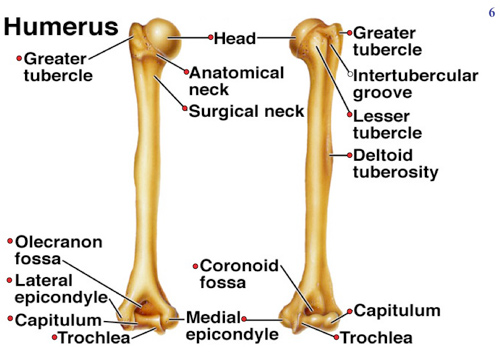 6
Humerus
Greater
tubercle
Head
Anatomical
neck
Surgical neck
Greater
tubercle
Intertubercular
groove
Lesser
tubercle
Deltoid
tuberosity
Olecranon
fossa
Lateral
epicondyle
Capitulum
Trochlea
Coronoid
fossa
Medial
epicondyle
Capitulum
Trochlea